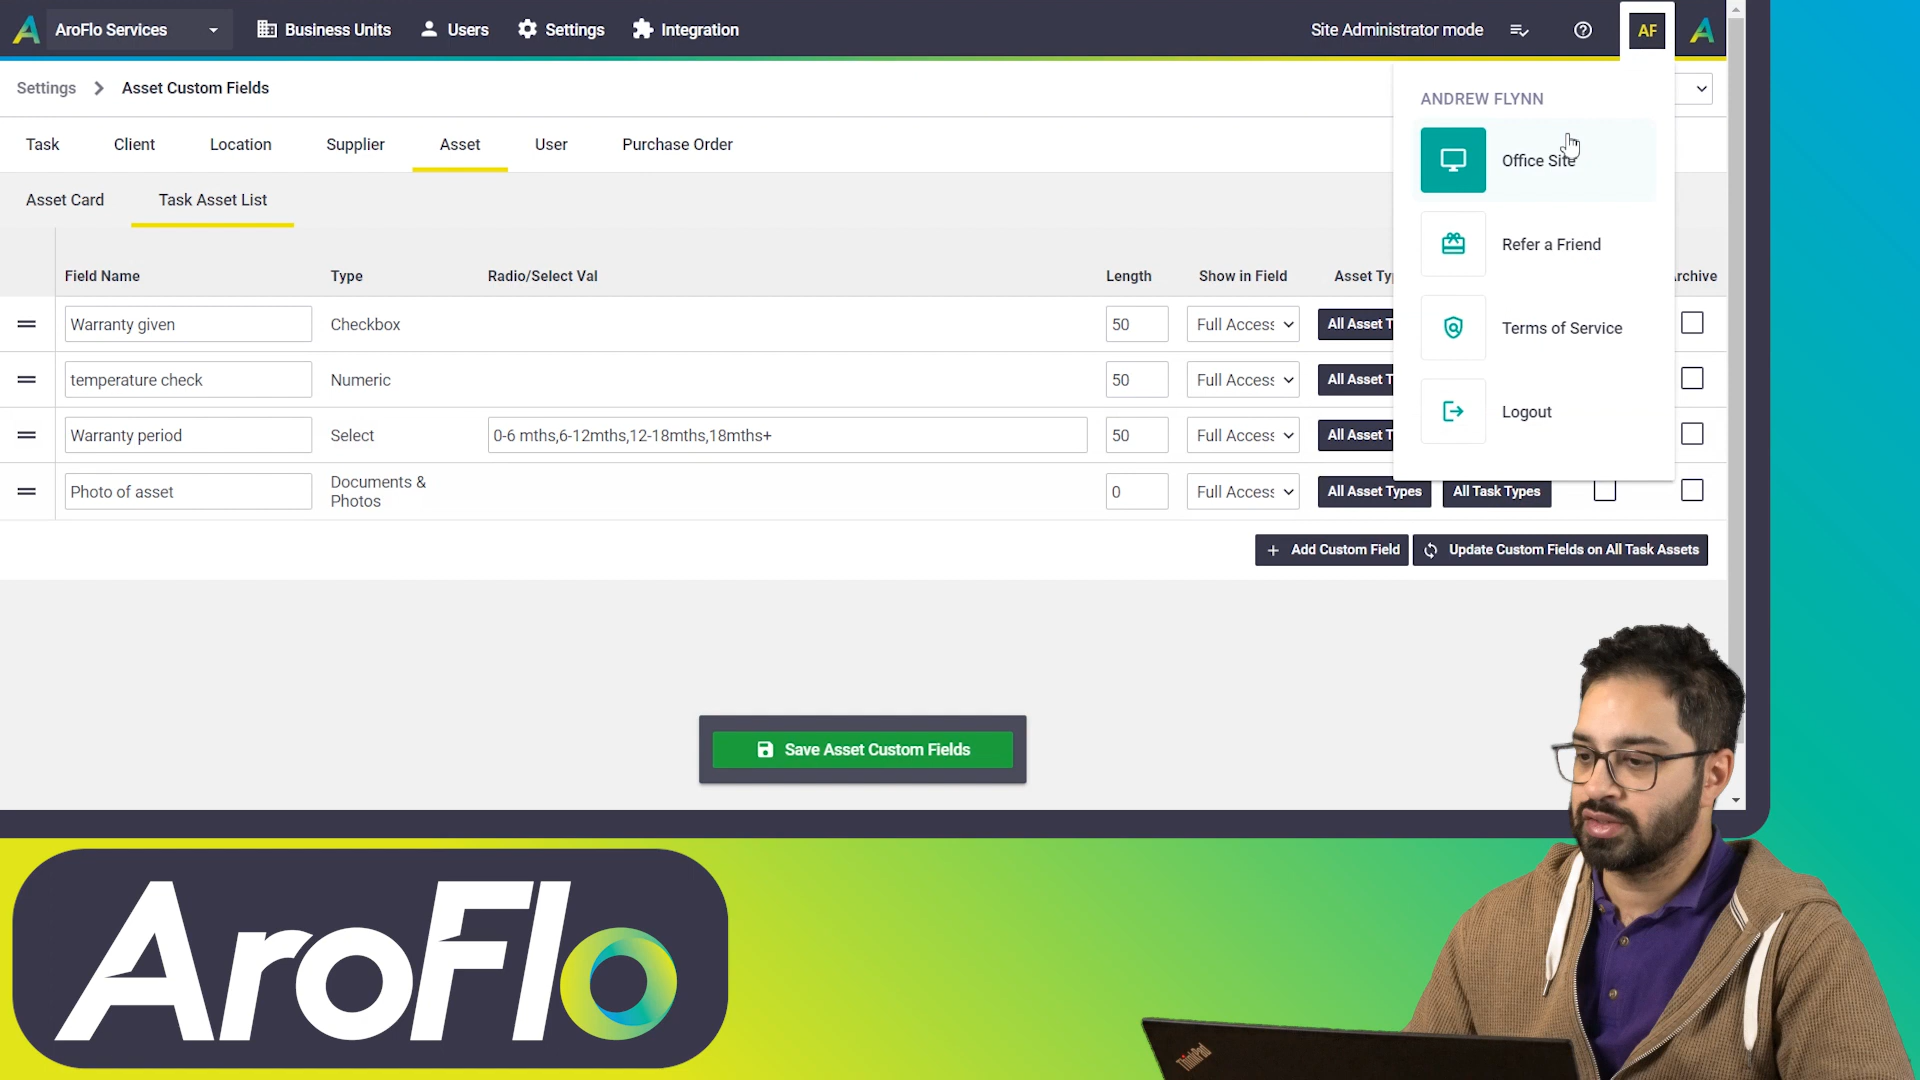 AroFlo Services
Business Units
Users
Settings
Integration
Site Administrator mode
AF
Settings
Asset Custom Fields
ANDREW FLYNN
Office Site
Refer a Friend
Terms of Service
Logout
Task
Client
Location
Supplier
Asset
User
Purchase Order
Asset Card
Task Asset List
Field Name
Type
Radio/Select Val
Length
Show in Field
Asset Ty
rchive
Warranty given
Checkbox
50
Full Access
All Asset T
temperature check
Numeric
50
Full Access
All Asset T
Warranty period
Select
0-6 mths,6-12mths,12-18mths,18mths+
50
Full Access
All Asset T
Photo of asset
Documents &
Photos
0
Full Access
All Asset Types
All Task Types
Add Custom Field
Update Custom Fields on All Task Assets
Save Asset Custom Fields
AroFlo
ThinkPad